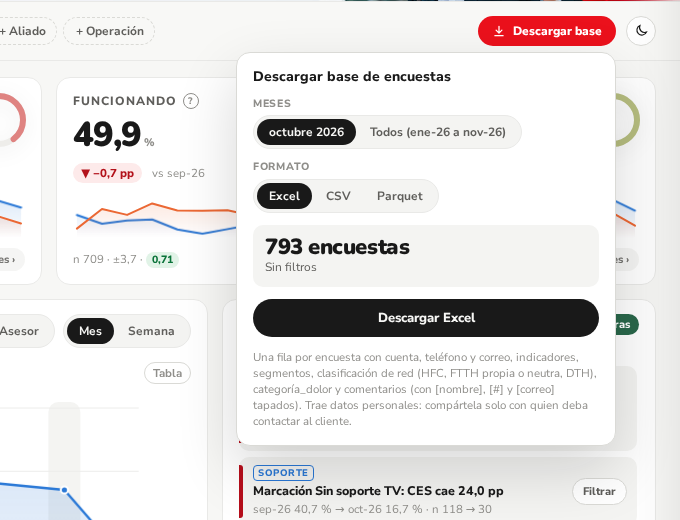 + Aliado
+ Operación
Descargar base
Descargar base de encuestas
MESES
octubre 2026
Todos (ene-26 a nov-26)
FORMATO
Excel
CSV
Parquet
793 encuestas
Sin filtros
Descargar Excel
Una fila por encuesta con cuenta, teléfono y correo, indicadores,
segmentos, clasificación de red (HFC, FTTH propia o neutra, DTH),
categoría_dolor y comentarios (con [nombre], [#] y [correo]
tapados). Trae datos personales: compártela solo con quien deba
contactar al cliente.
FUNCIONANDO ?
49,9 %
▼ −0,7 pp vs sep-26
n 709 · ±3,7 · 0,71
es ›
es ›
Asesor
Mes
Semana
Tabla
ras
SOPORTE
Marcación Sin soporte TV: CES cae 24,0 pp
sep-26 40,7 % → oct-26 16,7 % · n 118 → 30
Filtrar